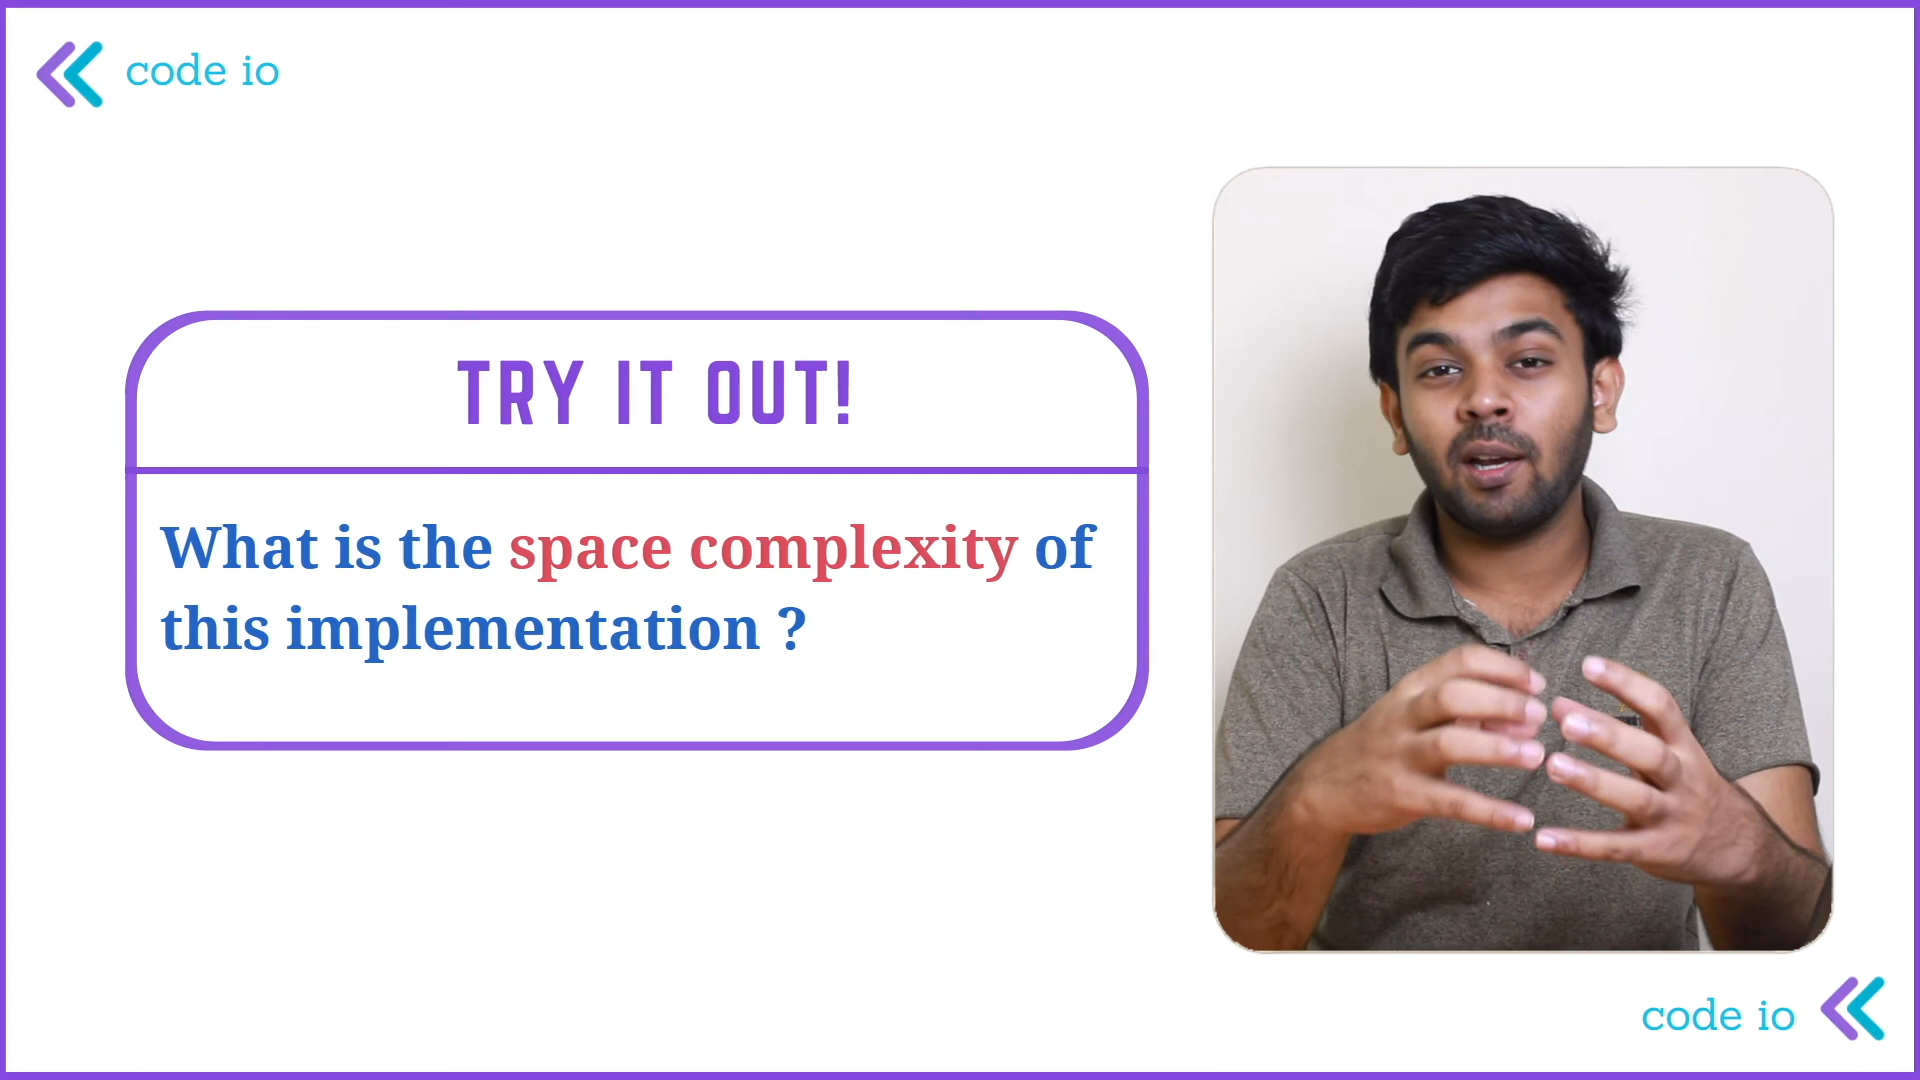 code io
TRY IT OUT!
What is the space complexity of
this implementation ?
code io